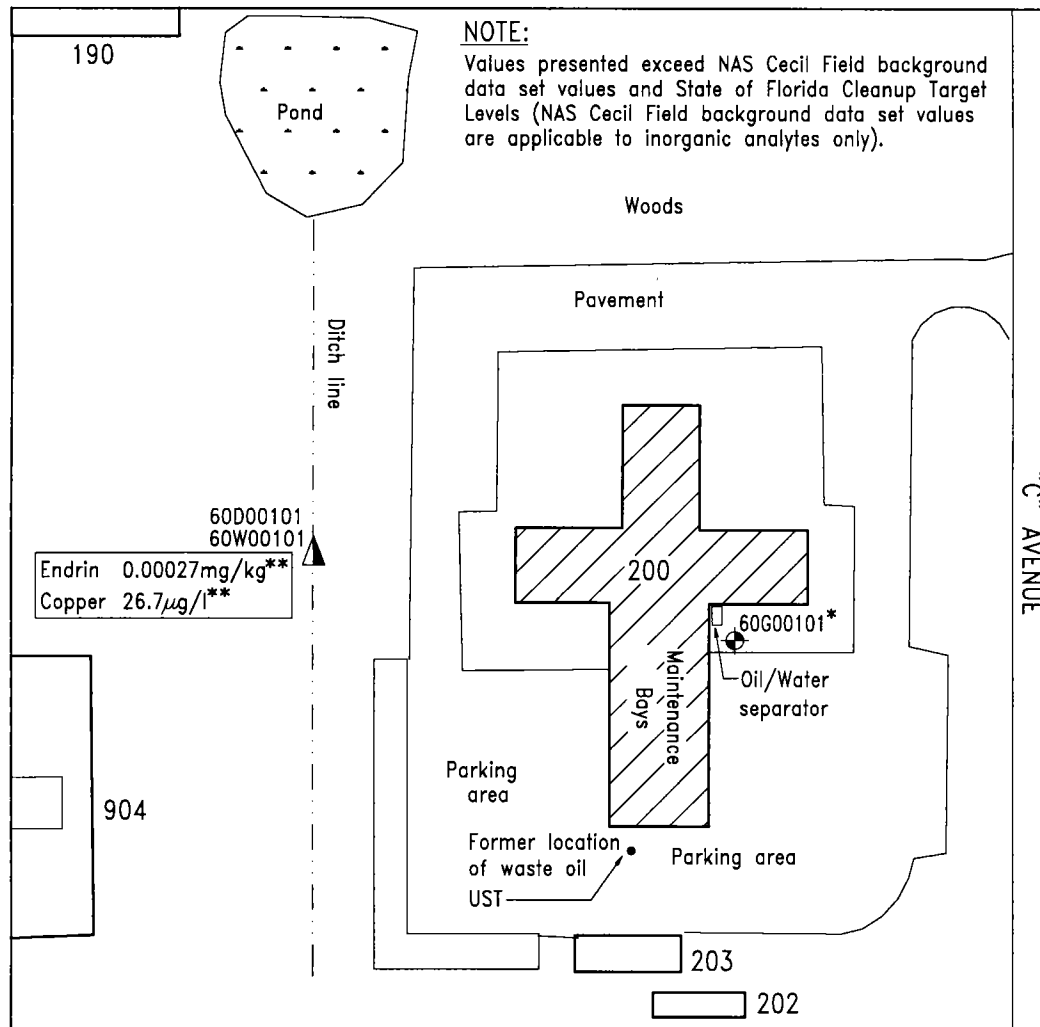 190
NOTE:
Values presented exceed NAS Cecil Field background
data set values and State of Florida Cleanup Target
Levels (NAS Cecil Field background data set values
are applicable to inorganic analytes only).
Pond
Woods
Pavement
Ditch line
"C" AVENUE
60D00101
60W00101
Endrin 0.00027mg/kg**
Copper 26.7µg/l**
200
60G00101*
Maintenance
Bays
Oil/Water
separator
Parking
area
904
Former location
of waste oil
UST
Parking area
203
202